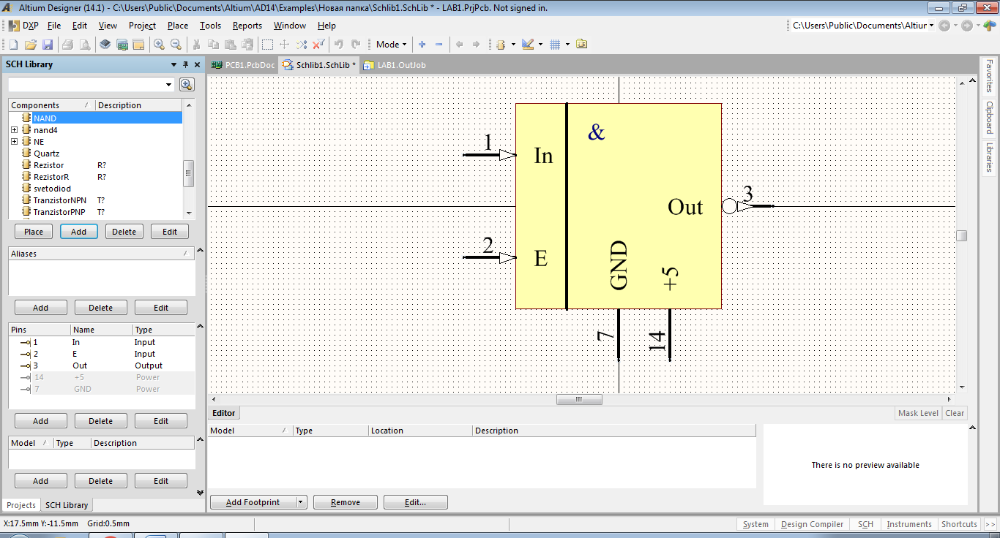 Altium Designer (14.1) - C:\Users\Public\Documents\Altium\AD14\Examples\Новая папка\Schlib1.SchLib * - LAB1.PrjPcb. Not signed in.
DXP File Edit View Project Place Tools Reports Window Help C:\Users\Public\Documents\Altium
Mode
SCH Library
PCB1.PcbDoc Schlib1.SchLib * LAB1.OutJob
Components Description
NAND
nand4
NE
Quartz
Rezistor R?
RezistorR R?
svetodiod
TranzistorNPN T?
TranzistorPNP T?
Place Add Delete Edit
Aliases
Add Delete Edit
Pins Name Type
1 In Input
2 E Input
3 Out Output
14 +5 Power
7 GND Power
Add Delete Edit
Model Type Description
Add Delete Edit
Projects SCH Library
&
1
In
3
Out
2
E
GND
+5
7
14
Favorites
Clipboard
Libraries
Editor
Mask Level Clear
Model Type Location Description
There is no preview available
Add Footprint Remove Edit...
X:17.5mm Y:-11.5mm Grid:0.5mm
System Design Compiler SCH Instruments Shortcuts >>